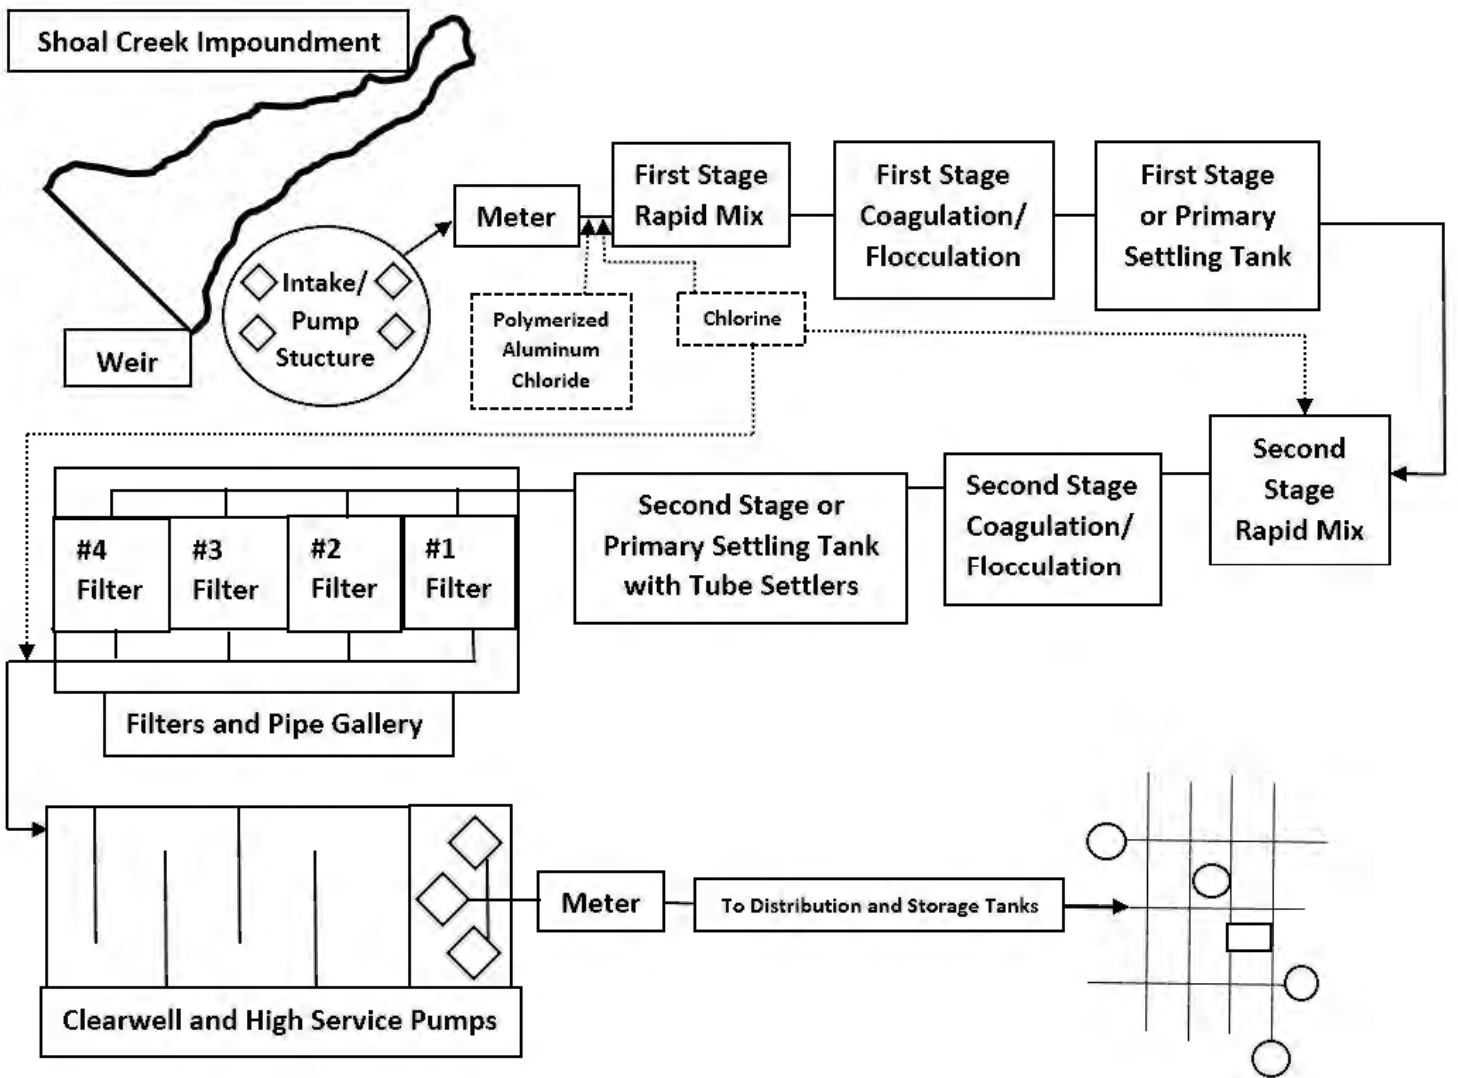 Shoal Creek Impoundment
Weir
Intake/
Pump
Stucture
Meter
First Stage
Rapid Mix
First Stage
Coagulation/
Flocculation
First Stage
or Primary
Settling Tank
Polymerized
Aluminum
Chloride
Chlorine
Second
Stage
Rapid Mix
Second Stage
Coagulation/
Flocculation
Second Stage or
Primary Settling Tank
with Tube Settlers
#4
Filter
#3
Filter
#2
Filter
#1
Filter
Filters and Pipe Gallery
Clearwell and High Service Pumps
Meter
To Distribution and Storage Tanks